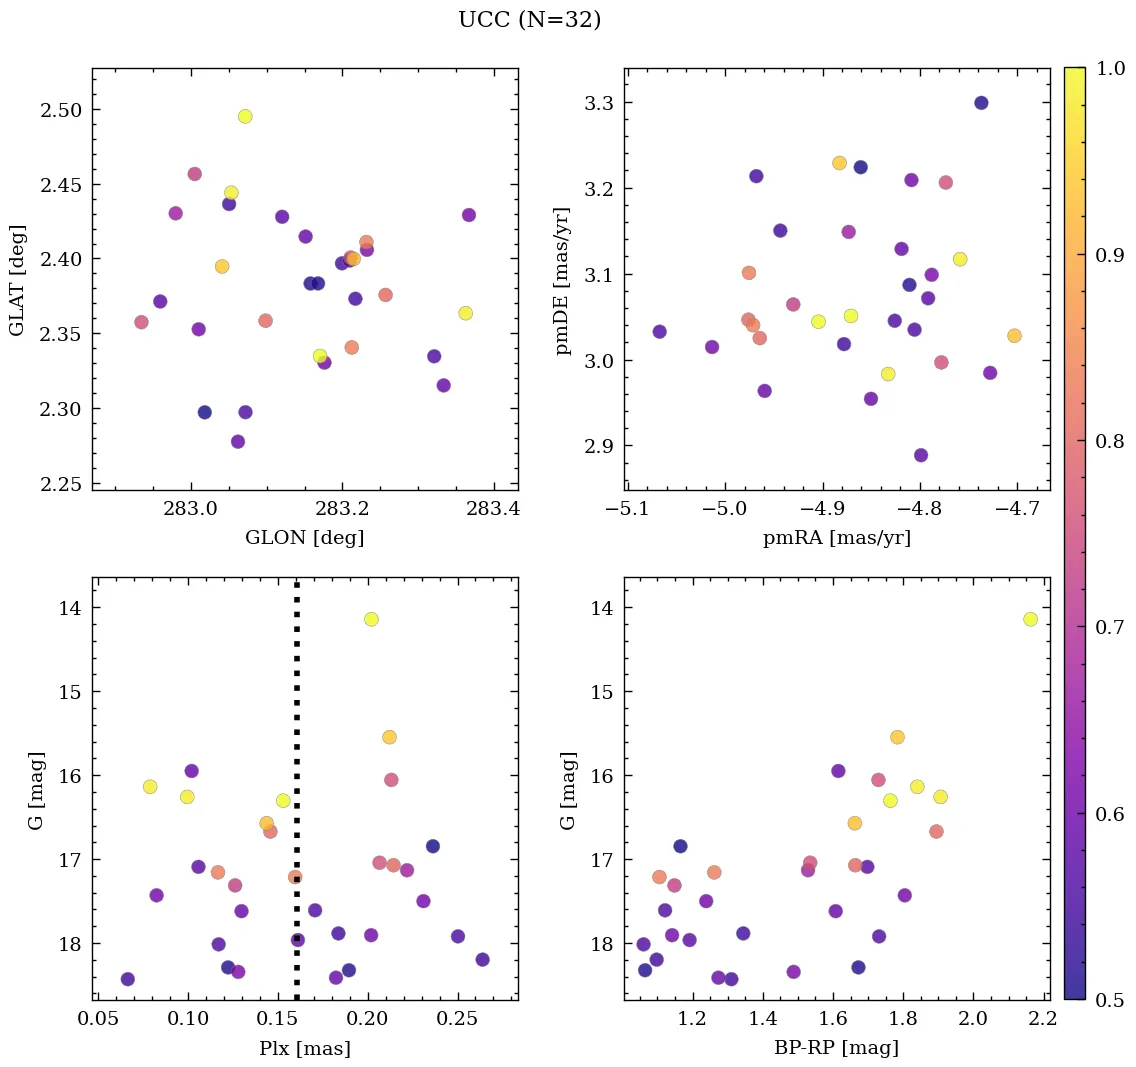 UCC (N=32)
2.50
2.45
2.40
2.35
2.30
2.25
GLAT [deg]
283.0 283.2 283.4
GLON [deg]
3.3
3.2
3.1
3.0
2.9
pmDE [mas/yr]
−5.1 −5.0 −4.9 −4.8 −4.7
pmRA [mas/yr]
1.0
0.9
0.8
0.7
0.6
0.5
14
15
16
17
18
G [mag]
0.05 0.10 0.15 0.20 0.25
Plx [mas]
14
15
16
17
18
G [mag]
1.2 1.4 1.6 1.8 2.0 2.2
BP-RP [mag]